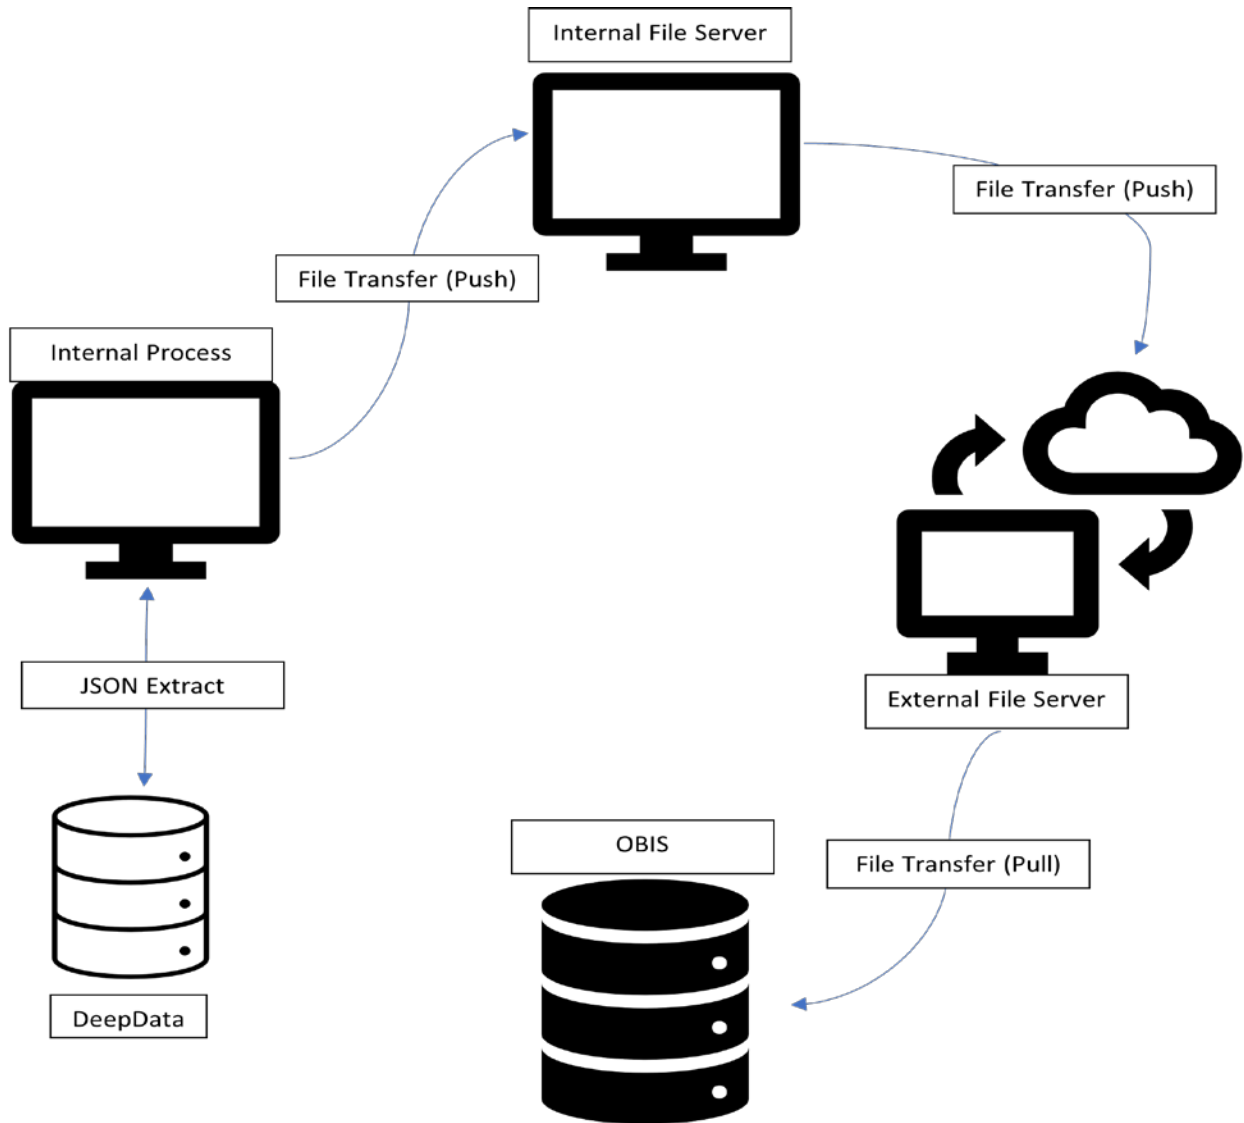 Internal File Server
File Transfer (Push)
File Transfer (Push)
Internal Process
JSON Extract
External File Server
OBIS
File Transfer (Pull)
DeepData